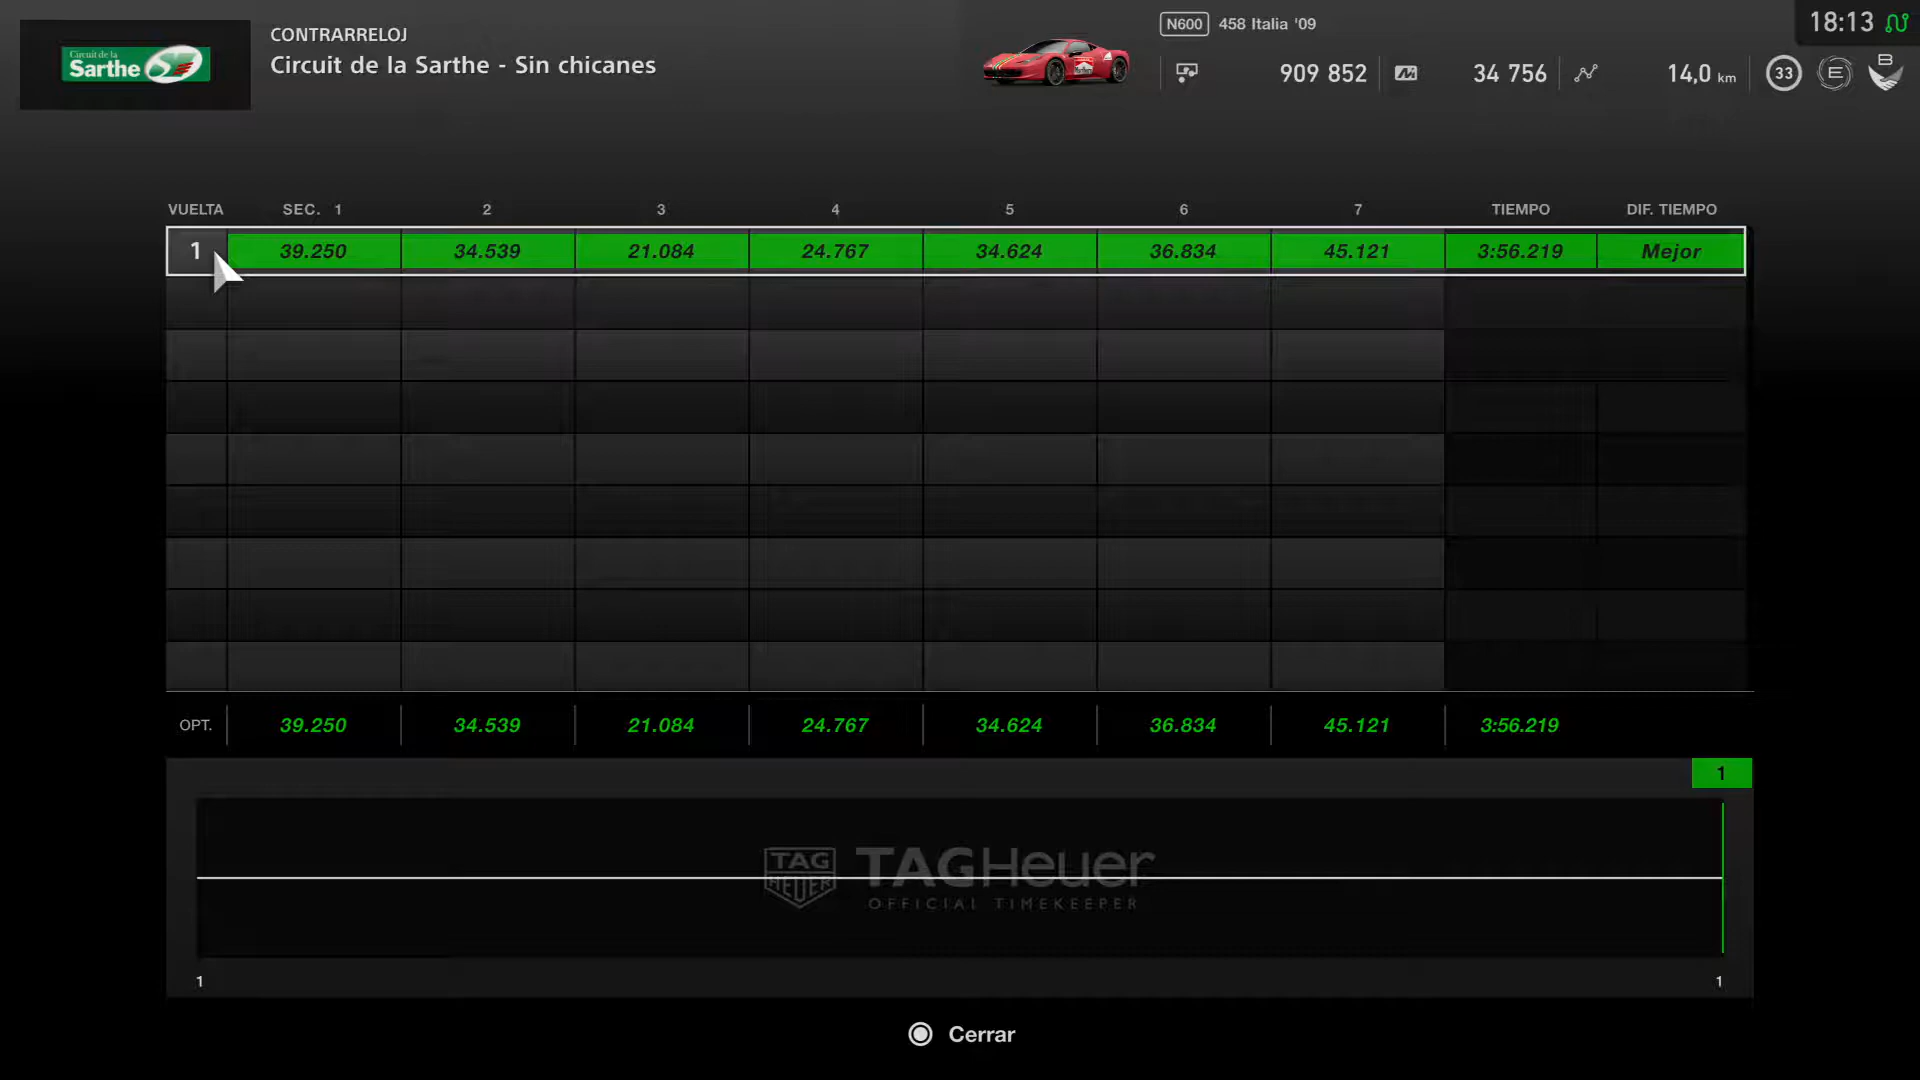 Circuit de la
Sarthe
CONTRARRELOJ
Circuit de la Sarthe - Sin chicanes
N600 458 Italia '09
909 852 34 756 14,0 km 33 E B
18:13
VUELTA SEC. 1 2 3 4 5 6 7 TIEMPO DIF. TIEMPO
1 39.250 34.539 21.084 24.767 34.624 36.834 45.121 3:56.219 Mejor
OPT. 39.250 34.539 21.084 24.767 34.624 36.834 45.121 3:56.219
1
TAG HEUER
TAGHeuer
OFFICIAL TIMEKEEPER
1 1
Cerrar